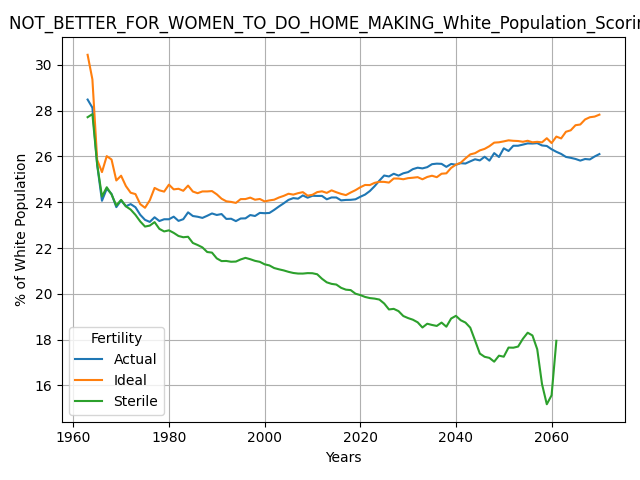 NOT_BETTER_FOR_WOMEN_TO_DO_HOME_MAKING_White_Population_Scorin
30
28
26
24
22
20
18
16
% of White Population
Fertility
Actual
Ideal
Sterile
1960 1980 2000 2020 2040 2060
Years